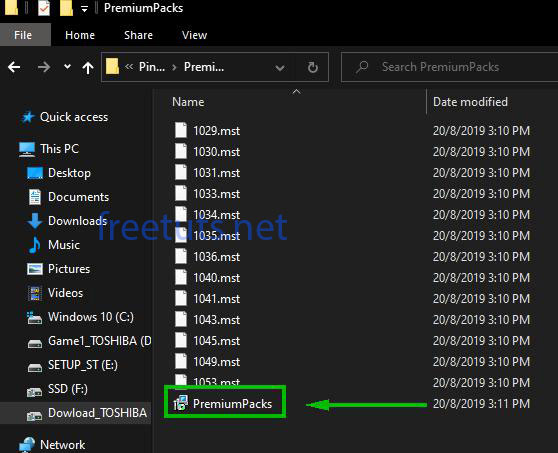 PremiumPacks
File Home Share View
Pin... Premi... Search PremiumPacks
Name Date modified
Quick access
This PC
Desktop
Documents
Downloads
Music
Pictures
Videos
Windows 10 (C:)
Game1_TOSHIBA (D
SETUP_ST (E:)
SSD (F:)
Dowload_TOSHIBA
Network
1029.mst 20/8/2019 3:10 PM
1030.mst 20/8/2019 3:10 PM
1031.mst 20/8/2019 3:10 PM
1033.mst 20/8/2019 3:10 PM
1034.mst 20/8/2019 3:10 PM
1035.mst 20/8/2019 3:10 PM
1036.mst 20/8/2019 3:10 PM
1040.mst 20/8/2019 3:10 PM
1041.mst 20/8/2019 3:10 PM
1043.mst 20/8/2019 3:10 PM
1045.mst 20/8/2019 3:10 PM
1049.mst 20/8/2019 3:10 PM
1053.mst 20/8/2019 3:10 PM
PremiumPacks 20/8/2019 3:11 PM
freetuts.net